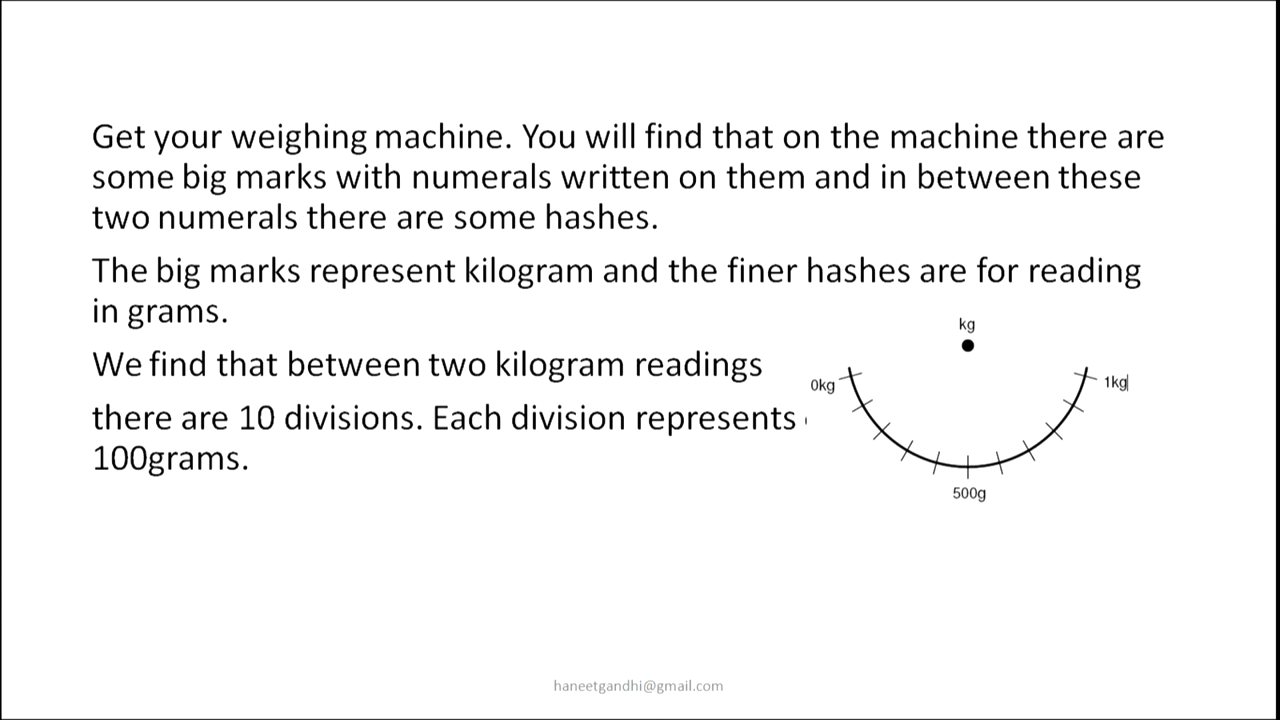 Get your weighing machine. You will find that on the machine there are
some big marks with numerals written on them and in between these
two numerals there are some hashes.
The big marks represent kilogram and the finer hashes are for reading
in grams.
We find that between two kilogram readings
there are 10 divisions. Each division represents
100grams.
kg
0kg
1kg
500g
haneetgandhi@gmail.com